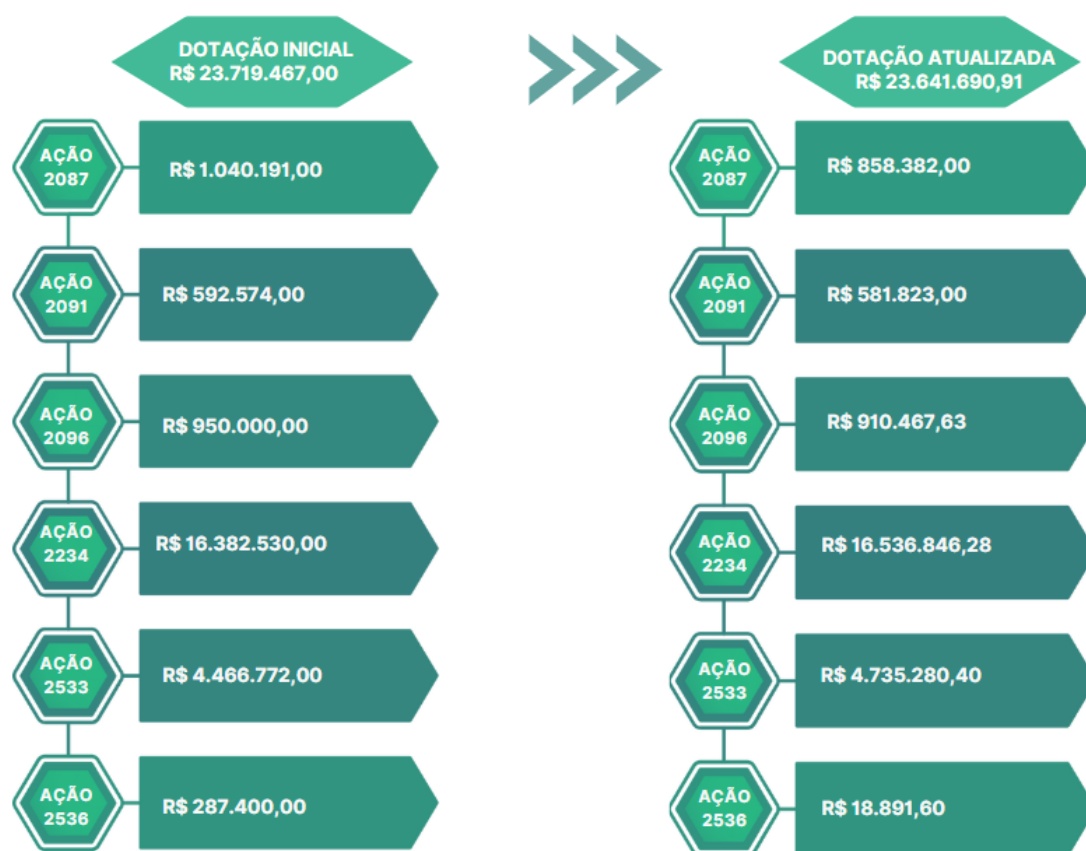 DOTAÇÃO INICIAL
R$ 23.719.467,00
AÇÃO
2087
R$ 1.040.191,00
AÇÃO
2091
R$ 592.574,00
AÇÃO
2096
R$ 950.000,00
AÇÃO
2234
R$ 16.382.530,00
AÇÃO
2533
R$ 4.466.772,00
AÇÃO
2536
R$ 287.400,00
DOTAÇÃO ATUALIZADA
R$ 23.641.690,91
AÇÃO
2087
R$ 858.382,00
AÇÃO
2091
R$ 581.823,00
AÇÃO
2096
R$ 910.467,63
AÇÃO
2234
R$ 16.536.846,28
AÇÃO
2533
R$ 4.735.280,40
AÇÃO
2536
R$ 18.891,60